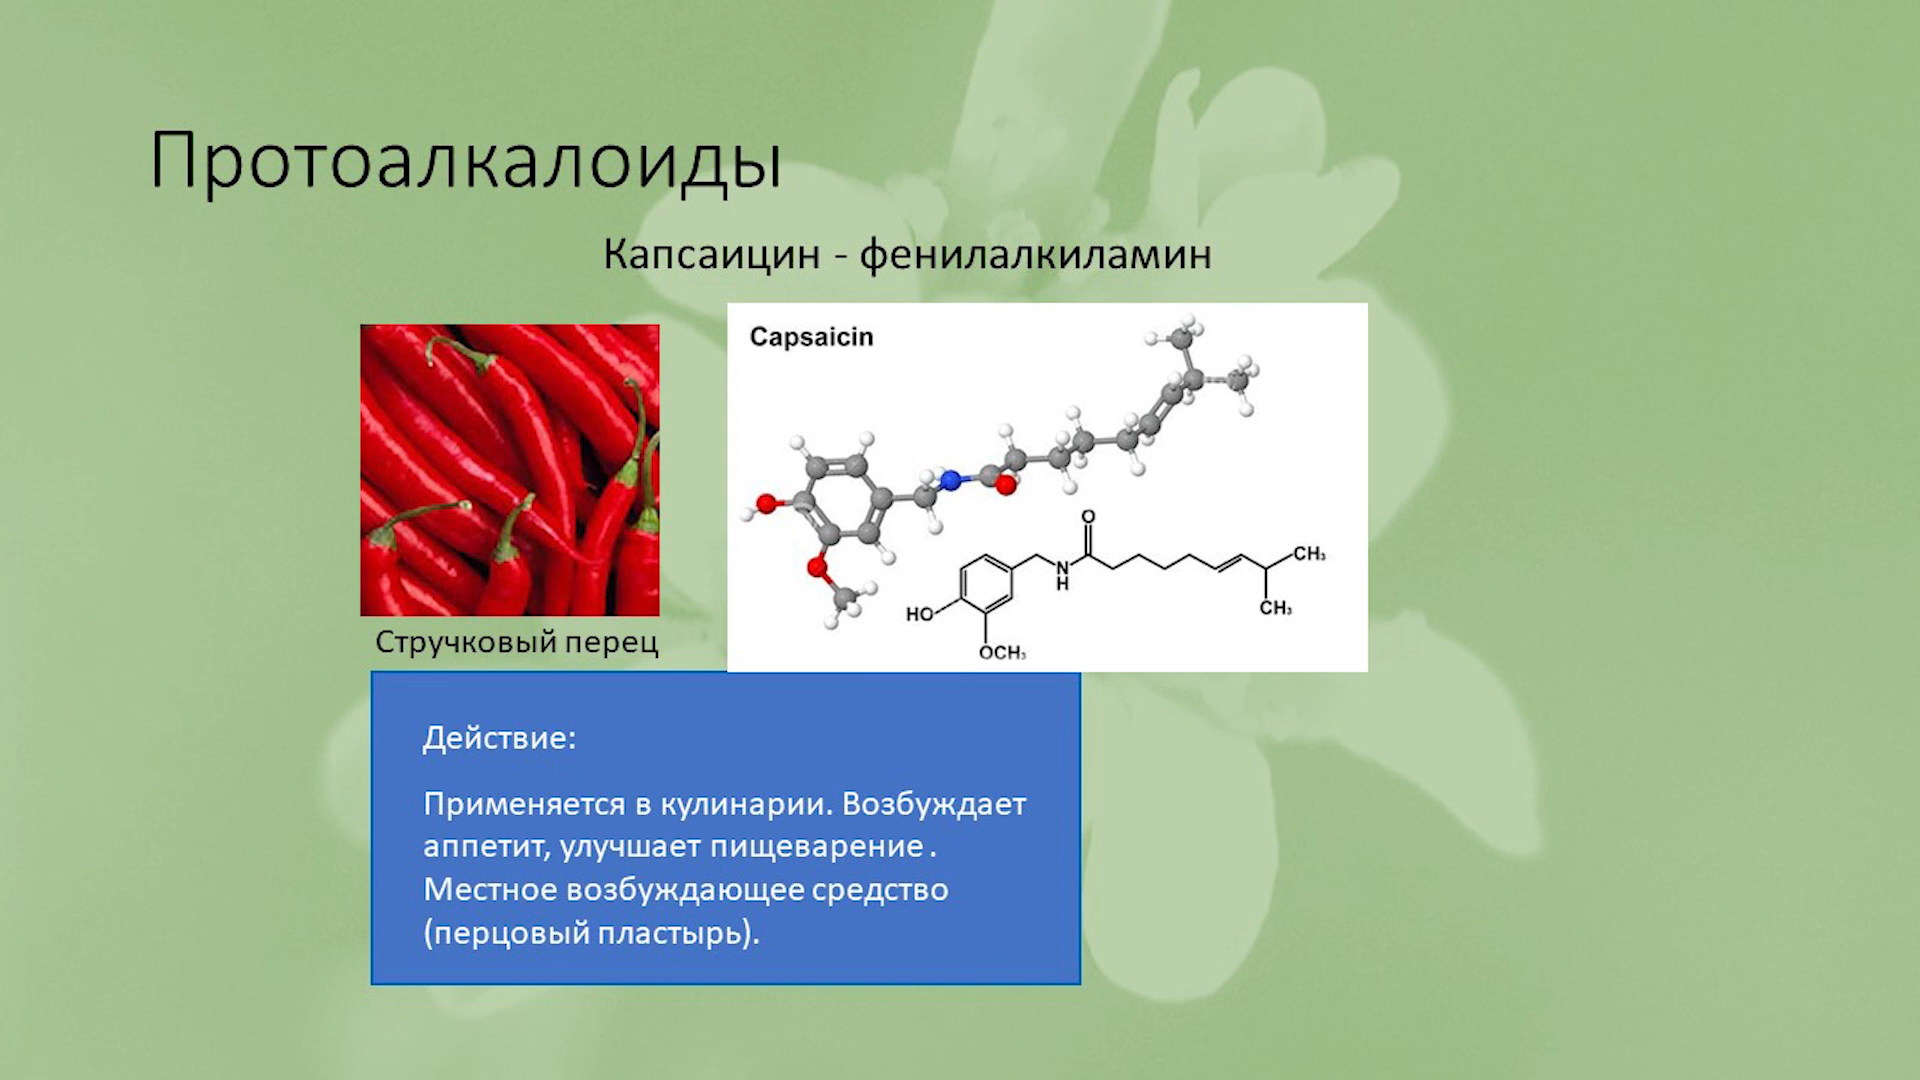 Протоалкалоиды
Капсаицин - фенилалкиламин
Capsaicin
O
N
H
CH₃
CH₃
HO
OCH₃
Стручковый перец
Действие:
Применяется в кулинарии. Возбуждает
аппетит, улучшает пищеварение .
Местное возбуждающее средство
(перцовый пластырь).